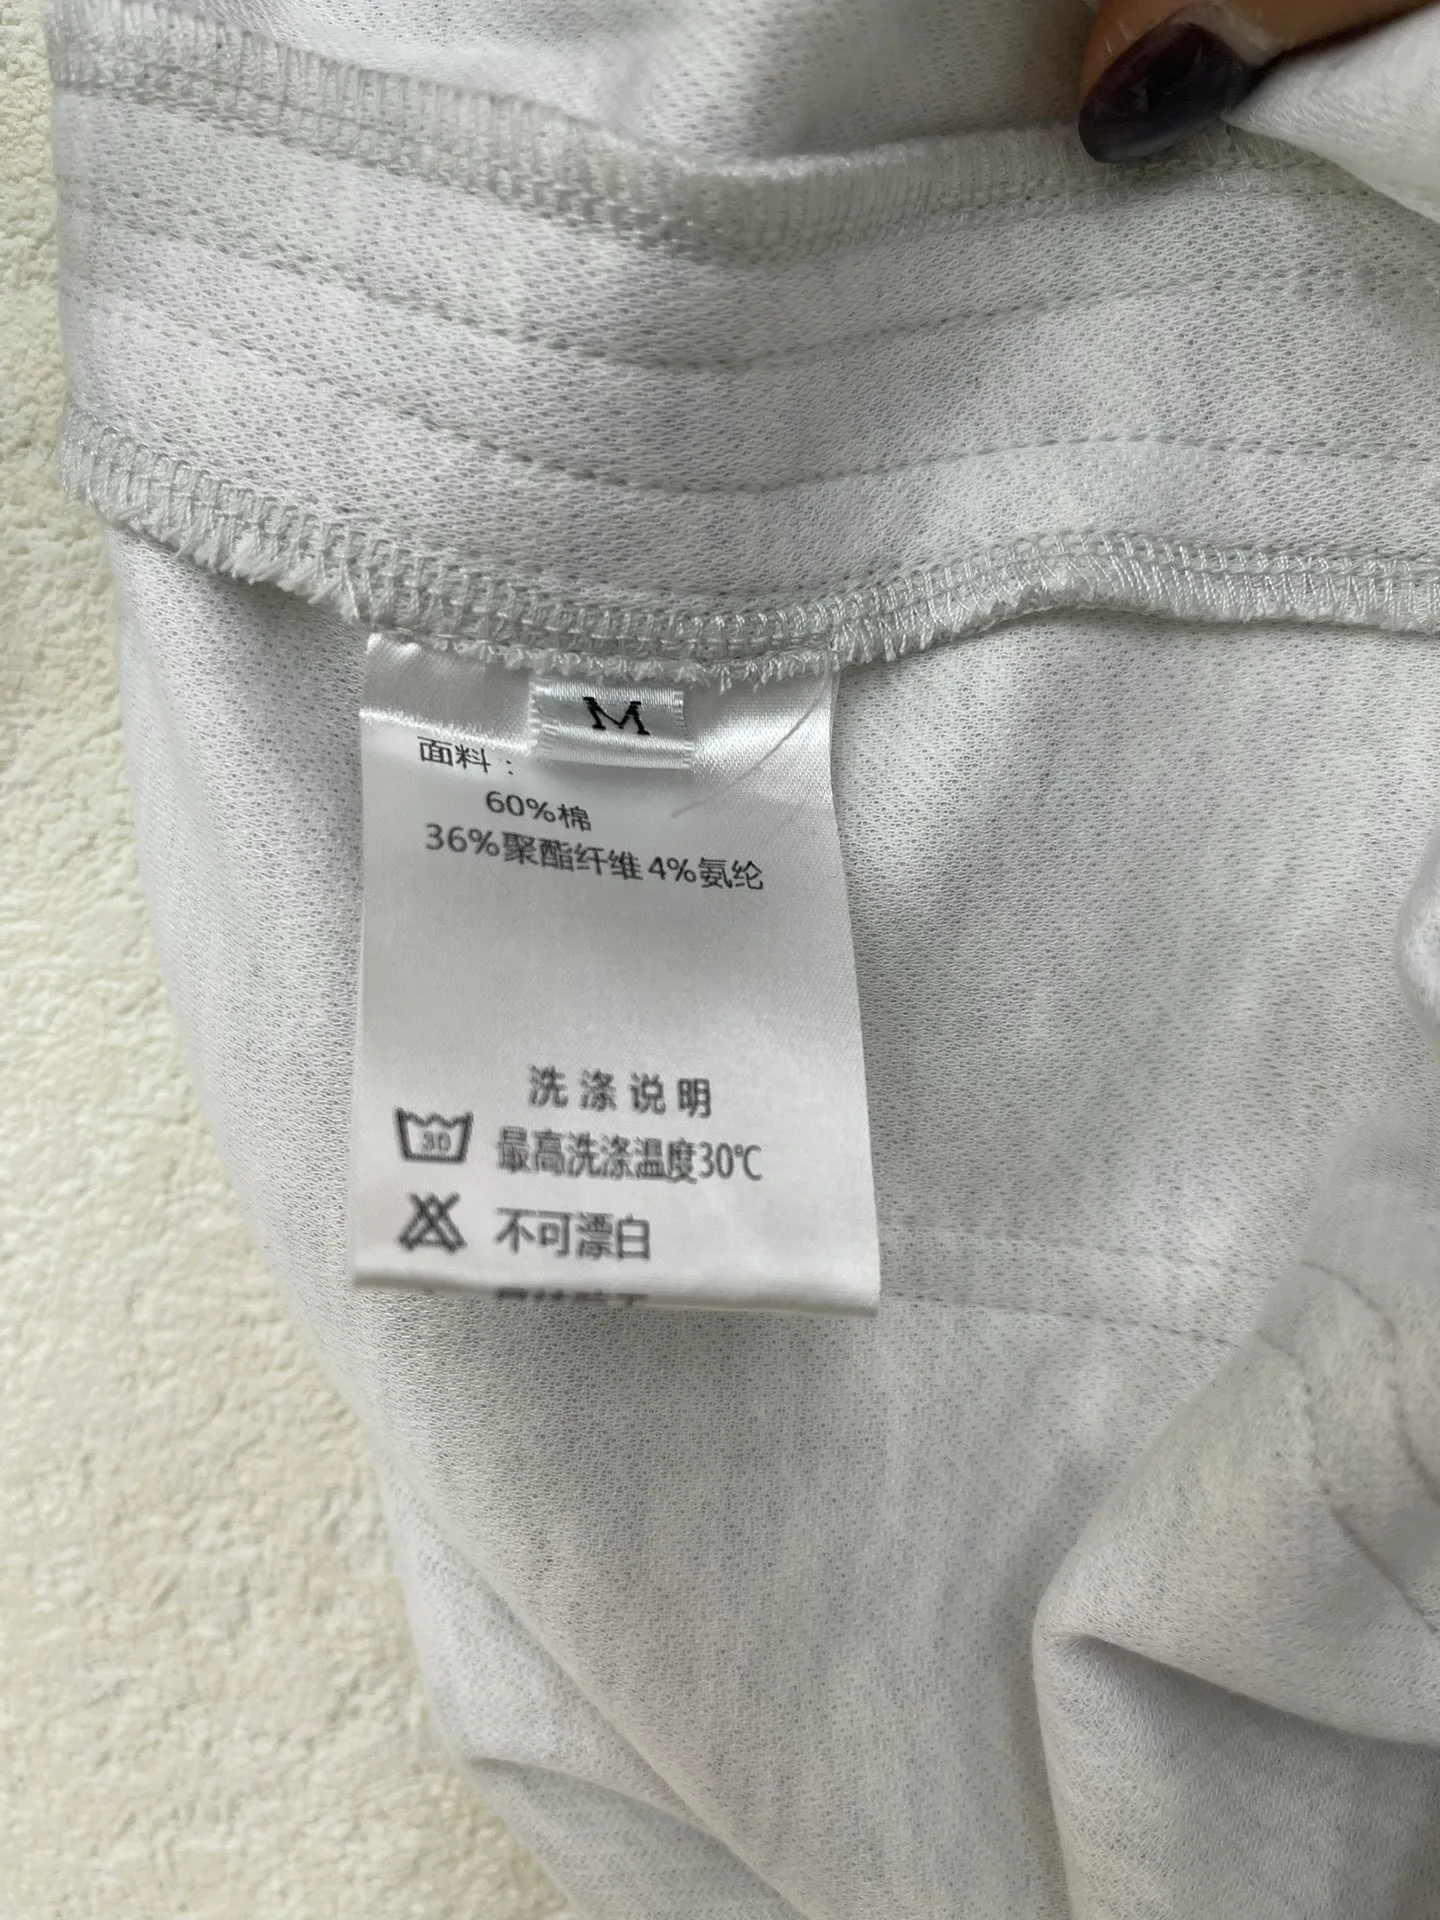 M
面料：
60%棉
36%聚酯纤维4%氨纶
洗涤说明
30 最高洗涤温度30℃
不可漂白